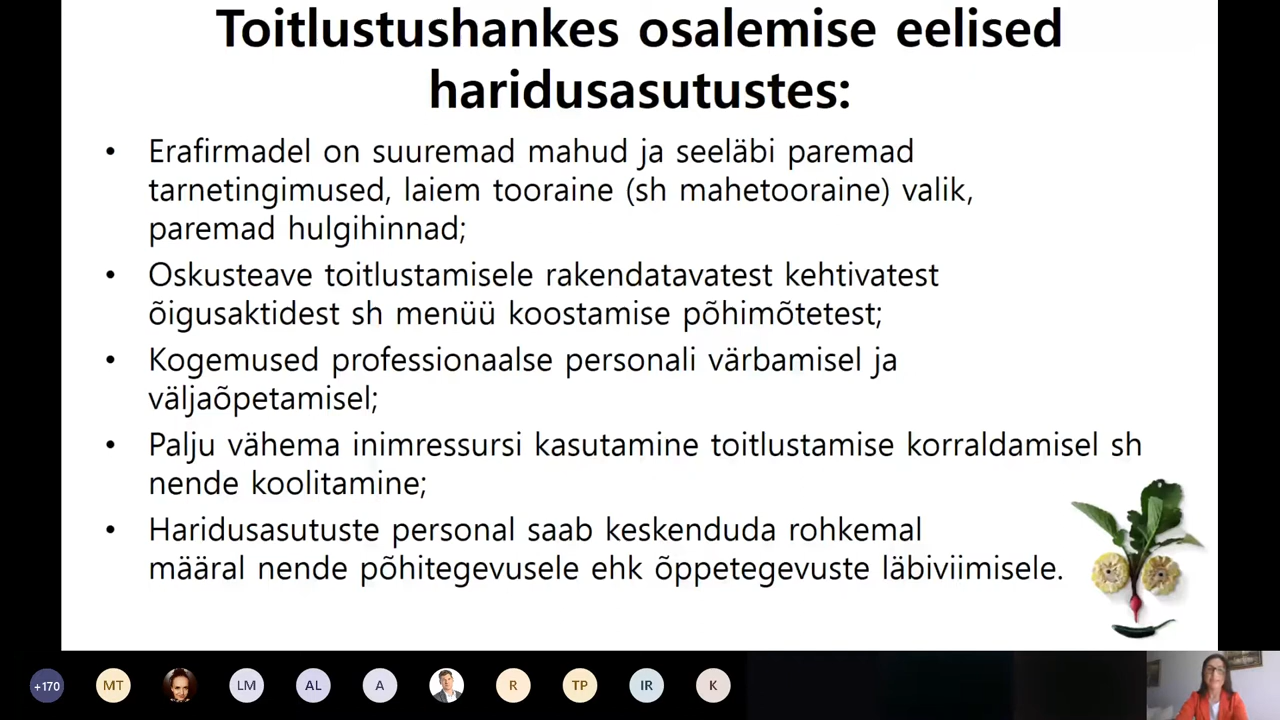 Toitlustushankes osalemise eelised
haridusasutustes:
• Erafirmadel on suuremad mahud ja seeläbi paremad
tarnetingimused, laiem tooraine (sh mahetooraine) valik,
paremad hulgihinnad;
• Oskusteave toitlustamisele rakendatavatest kehtivatest
õigusaktidest sh menüü koostamise põhimõtetest;
• Kogemused professionaalse personali värbamisel ja
väljaõpetamisel;
• Palju vähema inimressursi kasutamine toitlustamise korraldamisel sh
nende koolitamine;
• Haridusasutuste personal saab keskenduda rohkemal
määral nende põhitegevusele ehk õppetegevuste läbiviimisele.
+170 MT LM AL A R TP IR K